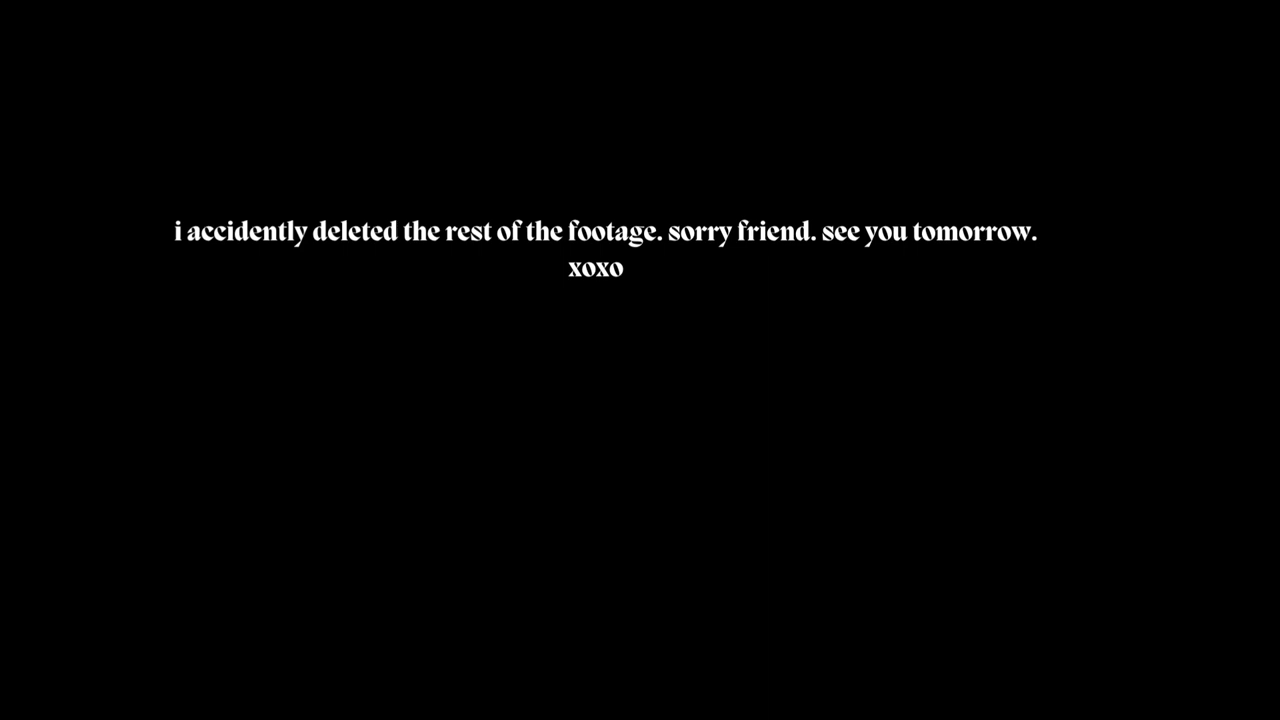 i accidently deleted the rest of the footage. sorry friend. see you tomorrow.
xoxo